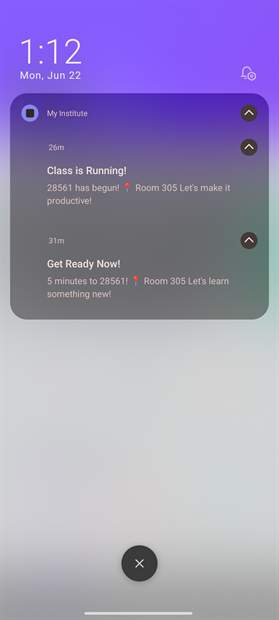 1:12
Mon, Jun 22
My Institute
26m
Class is Running!
28561 has begun! 📍 Room 305 Let's make it
productive!
31m
Get Ready Now!
5 minutes to 28561! 📍 Room 305 Let's learn
something new!